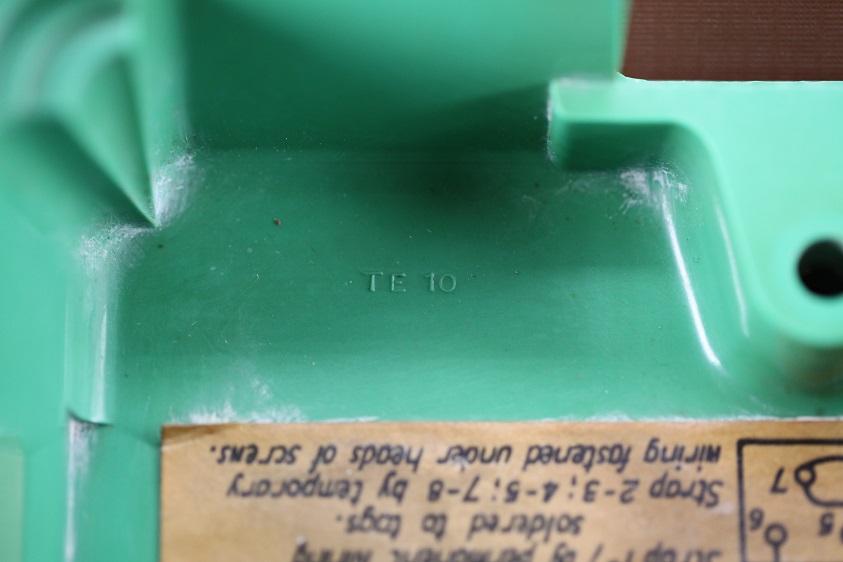 TE 10
Strap 1-7 by permanent wiring
soldered to tags.
Strap 2-3; 4-5; 7-8 by temporary
wiring fastened under heads of screws.
5
6
7